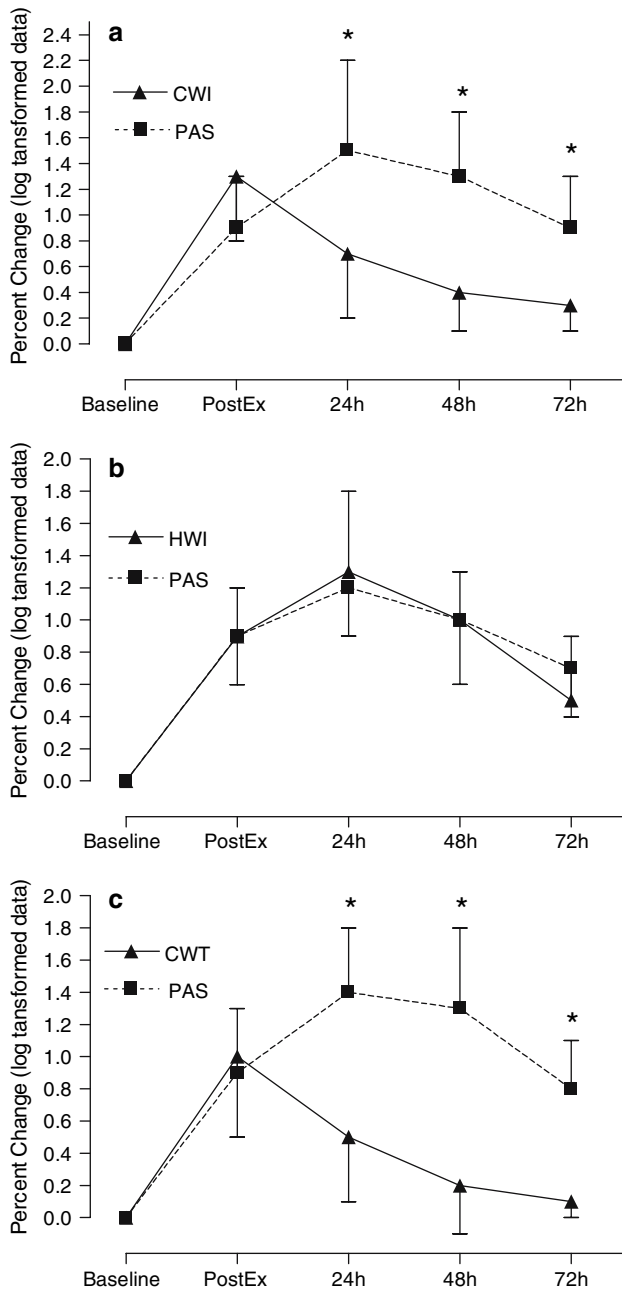 a
Percent Change (log tansformed data)
2.4
2.2
2.0
1.8
1.6
1.4
1.2
1.0
0.8
0.6
0.4
0.2
0.0
CWI
PAS
*
*
*
Baseline PostEx 24h 48h 72h
b
Percent Change (log tansformed data)
2.0
1.8
1.6
1.4
1.2
1.0
0.8
0.6
0.4
0.2
0.0
HWI
PAS
Baseline PostEx 24h 48h 72h
c
Percent Change (log tansformed data)
2.0
1.8
1.6
1.4
1.2
1.0
0.8
0.6
0.4
0.2
0.0
CWT
PAS
*
*
*
Baseline PostEx 24h 48h 72h